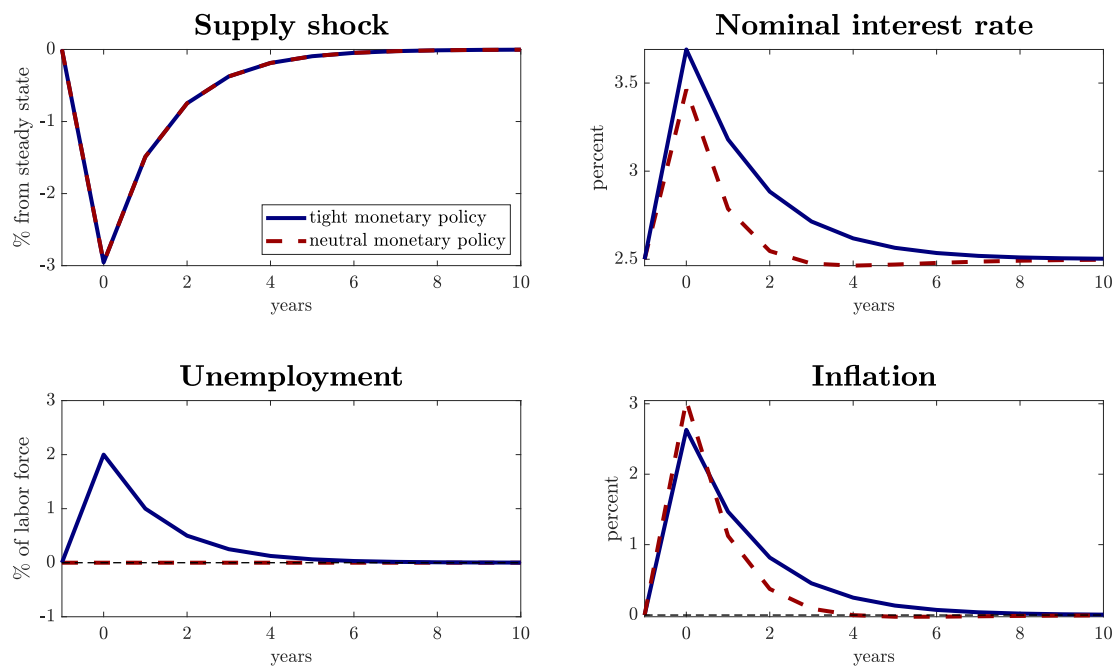 Supply shock
0
-1
-2
-3
% from steady state
tight monetary policy
neutral monetary policy
0 2 4 6 8 10
years
Nominal interest rate
3.5
3
2.5
percent
0 2 4 6 8 10
years
Unemployment
3
2
1
0
-1
% of labor force
0 2 4 6 8 10
years
Inflation
3
2
1
0
percent
0 2 4 6 8 10
years